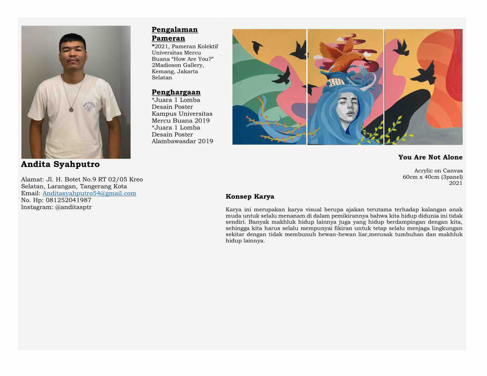 Pengalaman
Pameran
*2021, Pameran Kolektif
Universitas Mercu
Buana "How Are You?"
2Madioson Gallery,
Kemang, Jakarta
Selatan
Penghargaan
*Juara 1 Lomba
Desain Poster
Kampus Universitas
Mercu Buana 2019
*Juara 1 Lomba
Desain Poster
Alambawasdar 2019
Andita Syahputro
Alamat: Jl. H. Botet No.9 RT 02/05 Kreo
Selatan, Larangan, Tangerang Kota
Email: Anditasyahputro54@gmail.com
No. Hp: 081252041987
Instagram: @anditasptr
You Are Not Alone
Acrylic on Canvas
60cm x 40cm (3panel)
2021
Konsep Karya
Karya ini merupakan karya visual berupa ajakan terutama terhadap kalangan anak
muda untuk selalu menanam di dalam pemikirannya bahwa kita hidup didunia ini tidak
sendiri. Banyak makhluk hidup lainnya juga yang hidup berdampingan dengan kita,
sehingga kita harus selalu mempunyai fikiran untuk tetap selalu menjaga lingkungan
sekitar dengan tidak membunuh hewan-hewan liar,merusak tumbuhan dan makhluk
hidup lainnya.